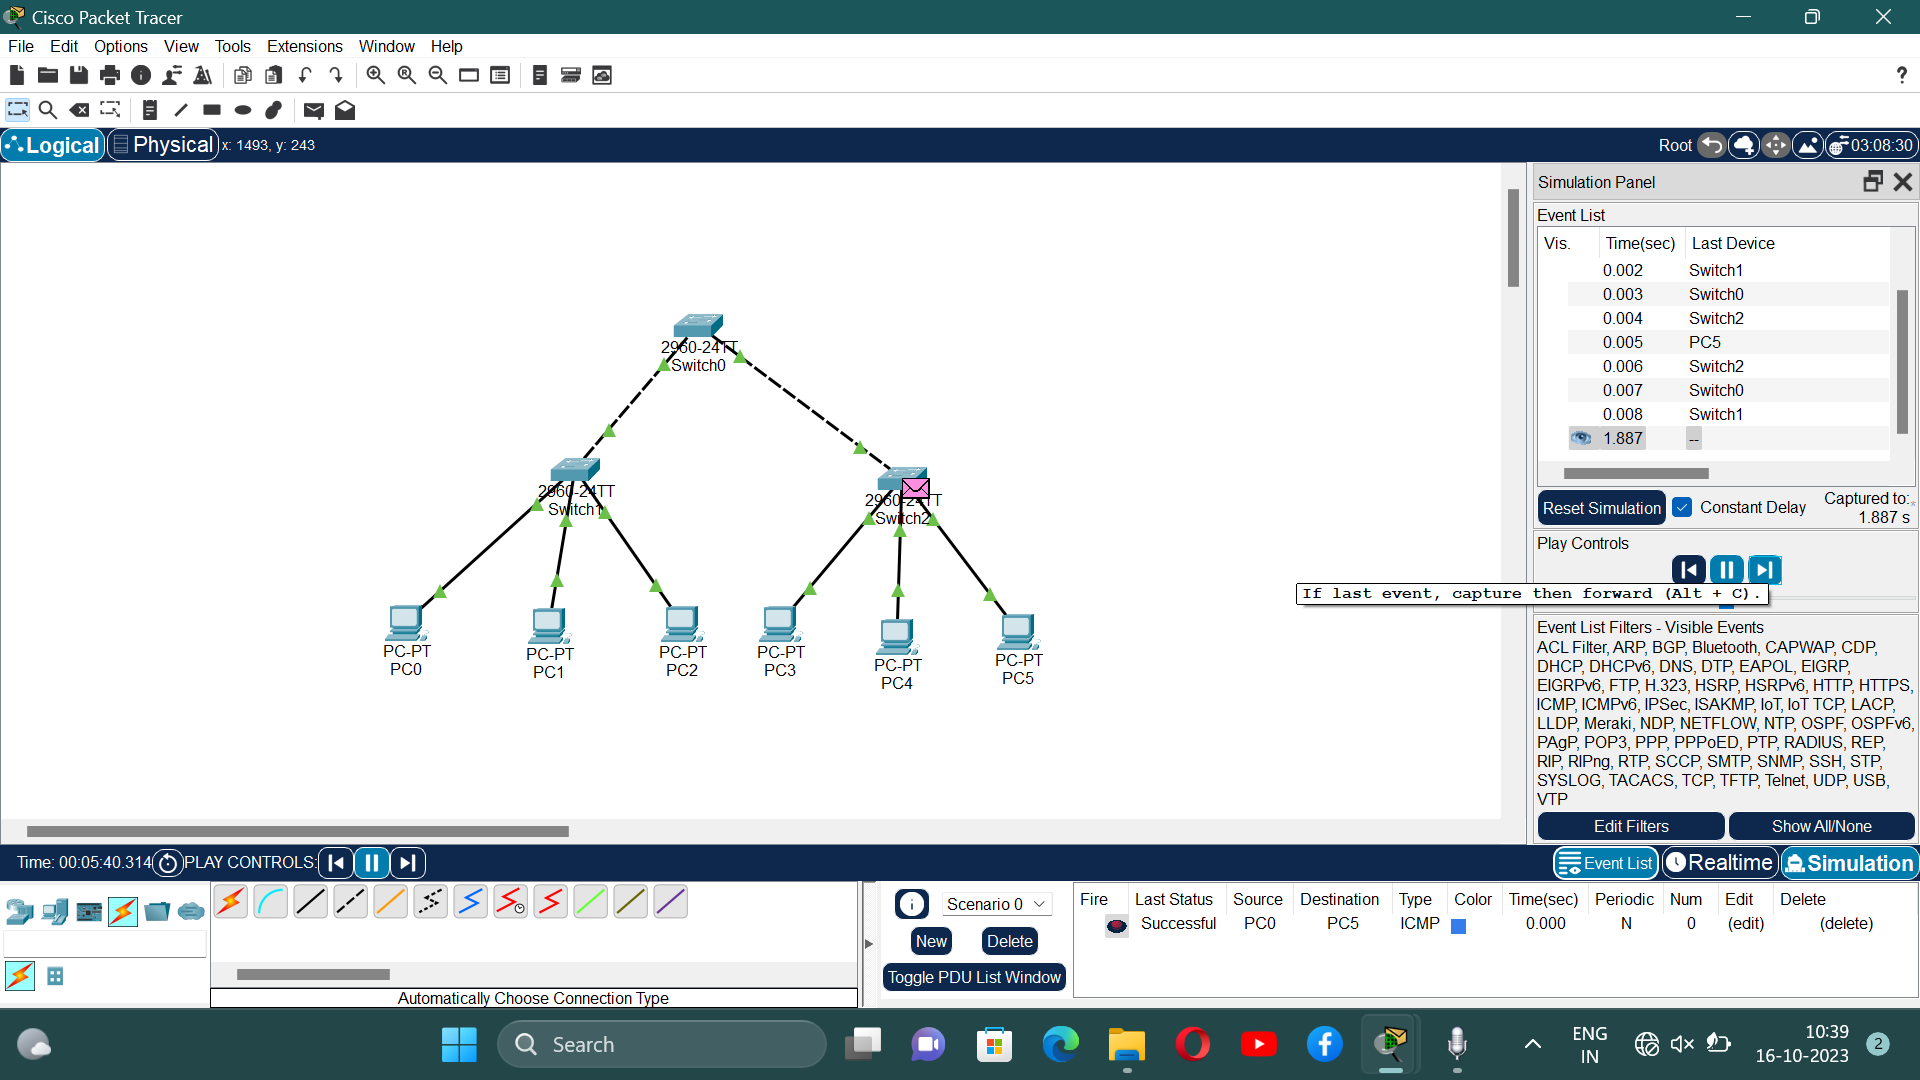 Cisco Packet Tracer
File Edit Options View Tools Extensions Window Help
?
Logical Physical x: 1493, y: 243 Root 03:08:30
Simulation Panel
Event List
Vis. Time(sec) Last Device
0.002 Switch1
0.003 Switch0
0.004 Switch2
0.005 PC5
0.006 Switch2
0.007 Switch0
0.008 Switch1
1.887 --
Reset Simulation Constant Delay Captured to:
1.887 s
Play Controls
If last event, capture then forward (Alt + C).
Event List Filters - Visible Events
ACL Filter, ARP, BGP, Bluetooth, CAPWAP, CDP,
DHCP, DHCPv6, DNS, DTP, EAPOL, EIGRP,
EIGRPv6, FTP, H.323, HSRP, HSRPv6, HTTP, HTTPS,
ICMP, ICMPv6, IPSec, ISAKMP, IoT, IoT TCP, LACP,
LLDP, Meraki, NDP, NETFLOW, NTP, OSPF, OSPFv6,
PAgP, POP3, PPP, PPPoED, PTP, RADIUS, REP,
RIP, RIPng, RTP, SCCP, SMTP, SNMP, SSH, STP,
SYSLOG, TACACS, TCP, TFTP, Telnet, UDP, USB,
VTP
Edit Filters Show All/None
2960-24TT
Switch0
2960-24TT
Switch1
2960-24TT
Switch2
PC-PT
PC0
PC-PT
PC1
PC-PT
PC2
PC-PT
PC3
PC-PT
PC4
PC-PT
PC5
Time: 00:05:40.314 PLAY CONTROLS: Event List Realtime Simulation
Automatically Choose Connection Type
Scenario 0
New Delete
Toggle PDU List Window
Fire Last Status Source Destination Type Color Time(sec) Periodic Num Edit Delete
Successful PC0 PC5 ICMP 0.000 N 0 (edit) (delete)
Search
ENG
IN
10:39
16-10-2023
2